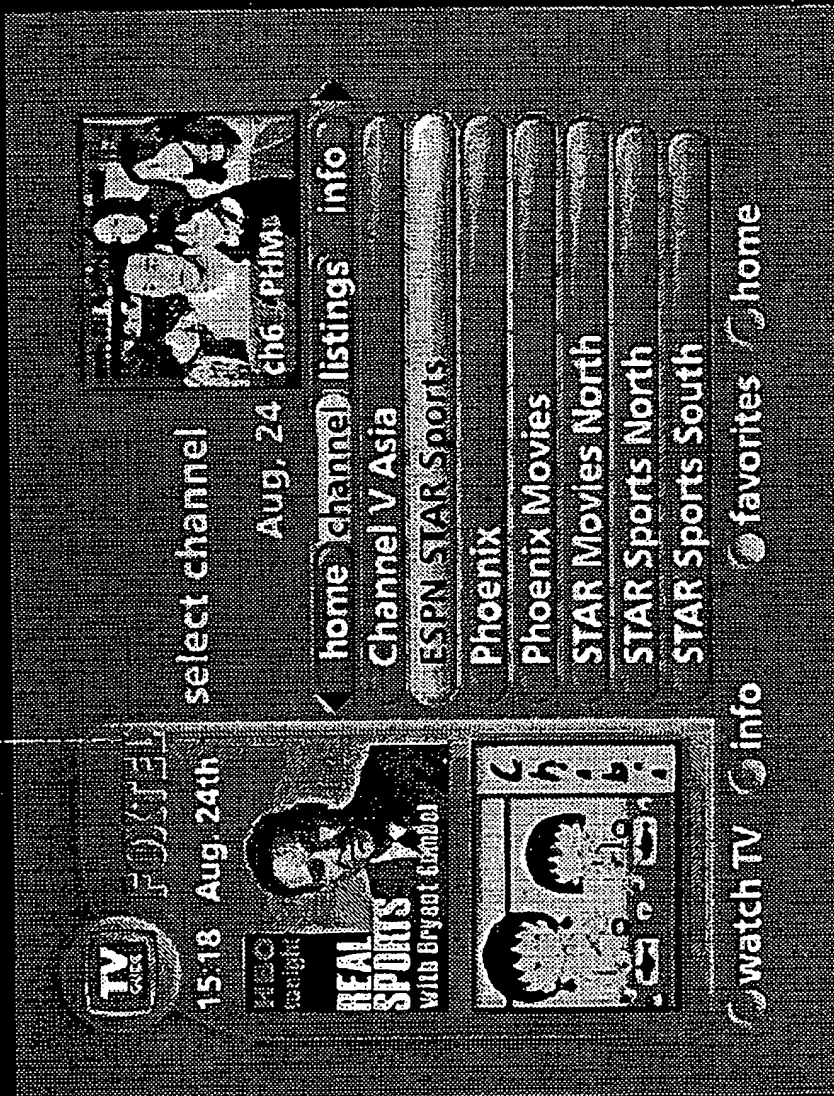 TV
GUIDE
FOXTEL
15:18 Aug. 24th
HBO
tonight
REAL
SPORTS
With Bryant Gumbel
select channel
Aug, 24
ch6 PHM
home channel listings info
Channel V Asia
ESPN STAR Sports
Phoenix
Phoenix Movies
STAR Movies North
STAR Sports North
STAR Sports South
watch TV info favorites home